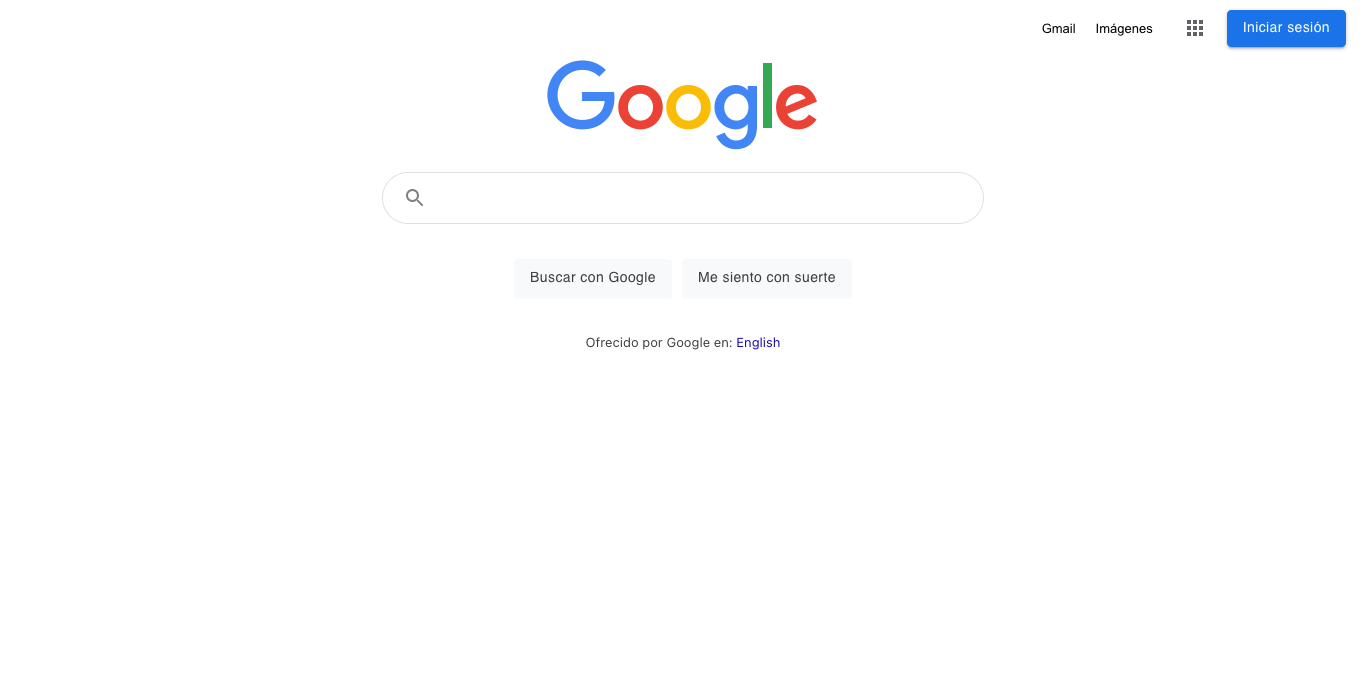 Gmail Imágenes Iniciar sesión
Google
Buscar con Google Me siento con suerte
Ofrecido por Google en: English